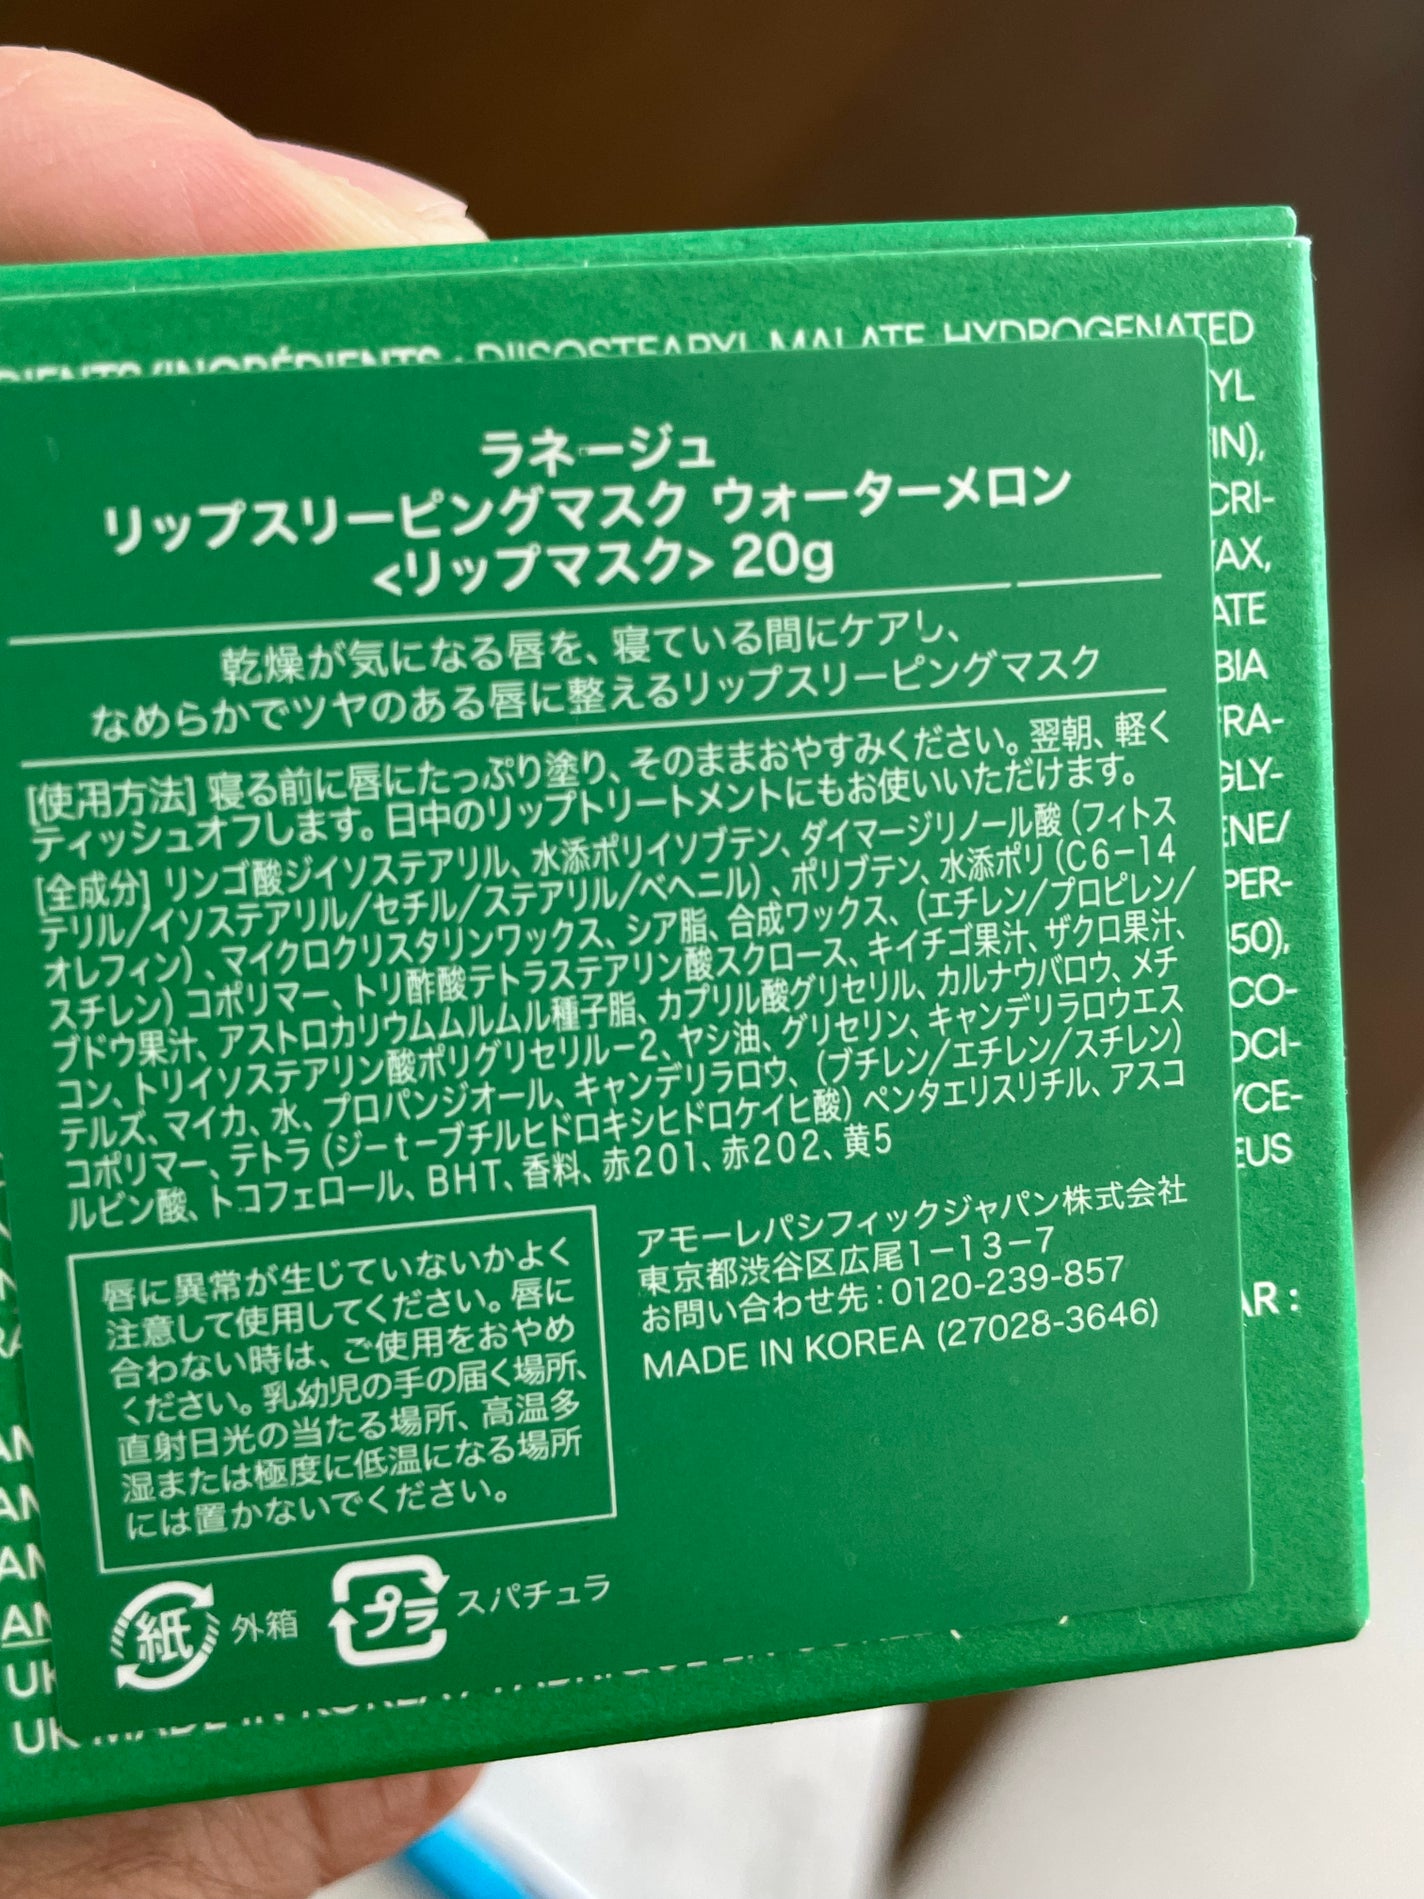 DIISOSTEARYL MALATE, HYDROGENATED
ラネージュ
リップスリーピングマスク ウォーターメロン
<リップマスク> 20g
乾燥が気になる唇を、寝ている間にケアし、
なめらかでツヤのある唇に整えるリップスリーピングマスク
[使用方法] 寝る前に唇にたっぷり塗り、そのままおやすみください。翌朝、軽く
ティッシュオフします。日中のリップトリートメントにもお使いいただけます。
[全成分] リンゴ酸ジイソステアリル、水添ポリイソブテン、ダイマージリノール酸（フィトス
テリル/イソステアリル/セチル/ステアリル/ベヘニル）、ポリブテン、水添ポリ（C6-14
オレフィン）、マイクロクリスタリンワックス、シア脂、合成ワックス、（エチレン/プロピレン/
スチレン）コポリマー、トリ酢酸テトラステアリン酸スクロース、キイチゴ果汁、ザクロ果汁、
ブドウ果汁、アストロカリウムムルムル種子脂、カプリル酸グリセリル、カルナウバロウ、メチ
コン、トリイソステアリン酸ポリグリセリル-2、ヤシ油、グリセリン、キャンデリラロウエス
テルズ、マイカ、水、プロパンジオール、キャンデリラロウ、（ブチレン/エチレン/スチレン）
コポリマー、テトラ（ジ-t-ブチルヒドロキシヒドロケイヒ酸）ペンタエリスリチル、アスコ
ルビン酸、トコフェロール、BHT、香料、赤201、赤202、黄5
唇に異常が生じていないかよく
注意して使用してください。唇に
合わない時は、ご使用をおやめ
ください。乳幼児の手の届く場所、
直射日光の当たる場所、高温多
湿または極度に低温になる場所
には置かないでください。
アモーレパシフィックジャパン株式会社
東京都渋谷区広尾1-13-7
お問い合わせ先：0120-239-857
MADE IN KOREA (27028-3646)
紙 外箱 プラ スパチュラ
YL
IN),
CRI-
AX,
ATE
BIA
FRA-
GLY-
ENE/
PER-
50),
CO-
OCI-
YCE-
EUS
AR :
UK
UK MADE IN KOREA